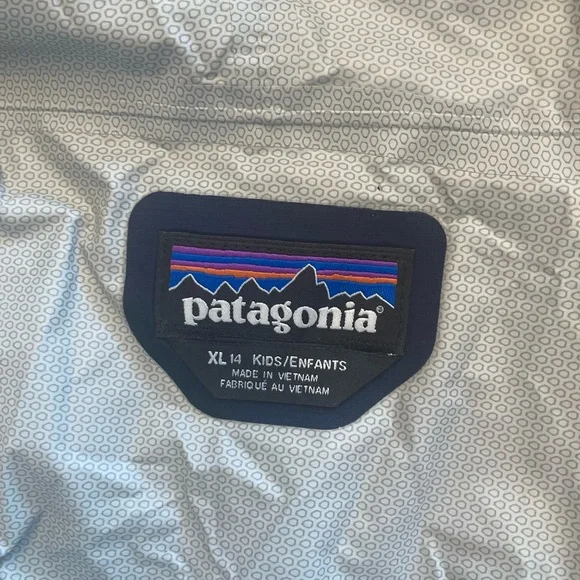 patagonia®
XL 14 KIDS/ENFANTS
MADE IN VIETNAM
FABRIQUÉ AU VIETNAM